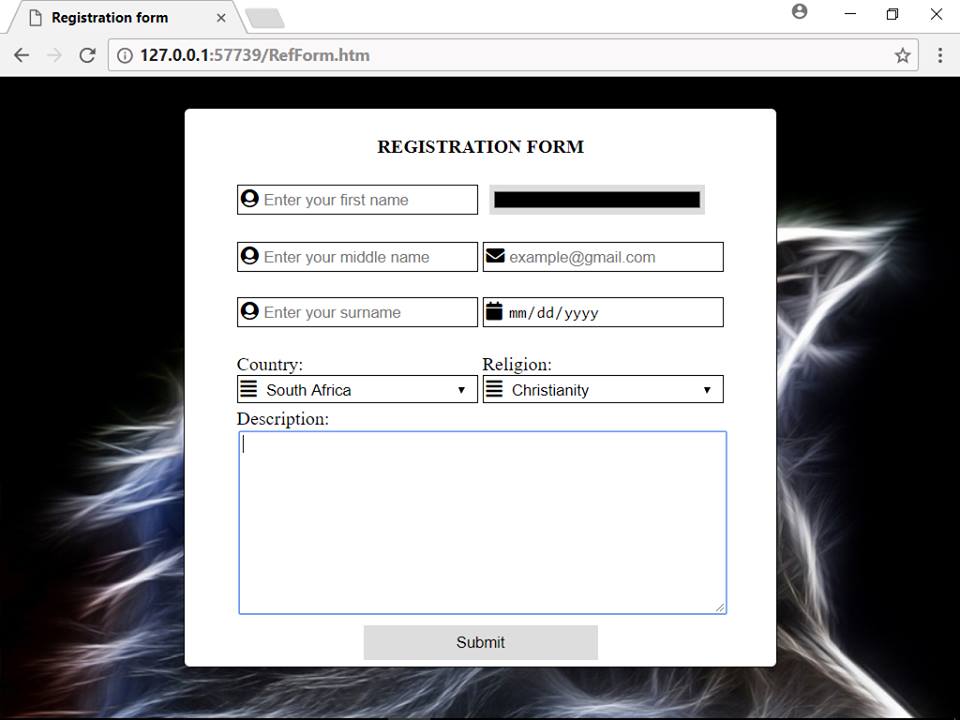 Registration form
127.0.0.1:57739/RefForm.htm
REGISTRATION FORM
Enter your first name
Enter your middle name example@gmail.com
Enter your surname mm/dd/yyyy
Country: Religion:
South Africa Christianity
Description:
Submit